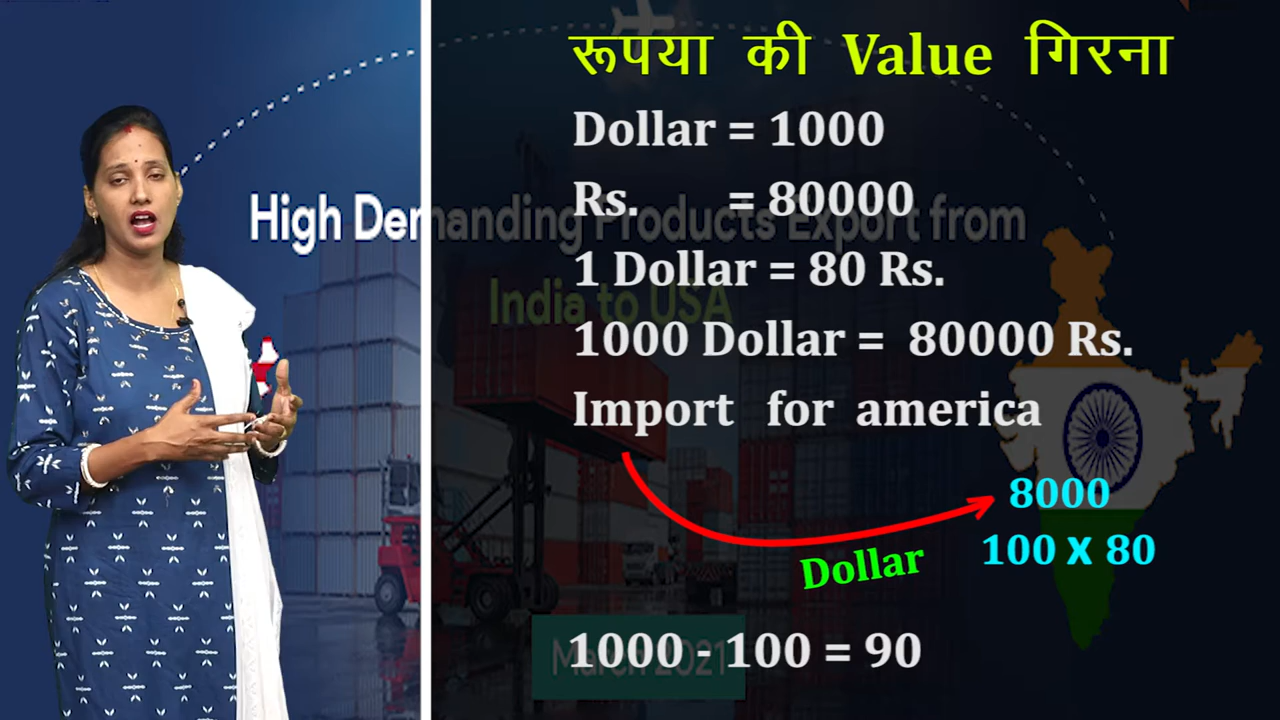 रूपया की Value गिरना
Dollar = 1000
Rs. = 80000
High Demanding Products Export from
1 Dollar = 80 Rs.
India to USA
1000 Dollar = 80000 Rs.
Import for america
8000
100 x 80
Dollar
1000 - 100 = 90
March 2021